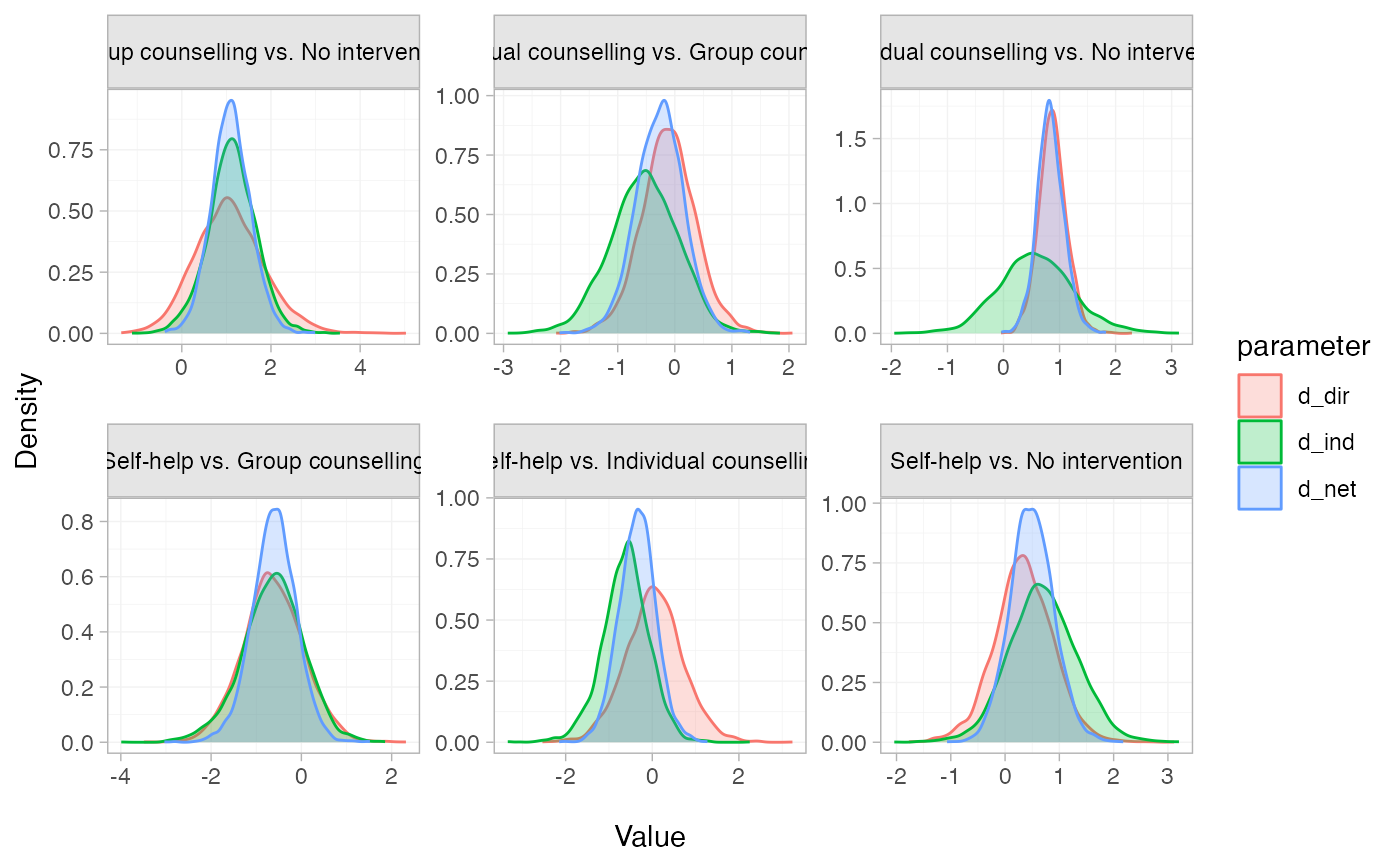 up counselling vs. No interven
ual counselling vs. Group coun
dual counselling vs. No interve
0.00 0.25 0.50 0.75
0 2 4
0.00 0.25 0.50 0.75 1.00
-3 -2 -1 0 1 2
0.0 0.5 1.0 1.5
-2 -1 0 1 2 3
Density
Self-help vs. Group counselling
elf-help vs. Individual counsellin
Self-help vs. No intervention
0.0 0.2 0.4 0.6 0.8
-4 -2 0 2
0.00 0.25 0.50 0.75 1.00
-2 0 2
0.00 0.25 0.50 0.75 1.00
-2 -1 0 1 2 3
Value
parameter
d_dir
d_ind
d_net